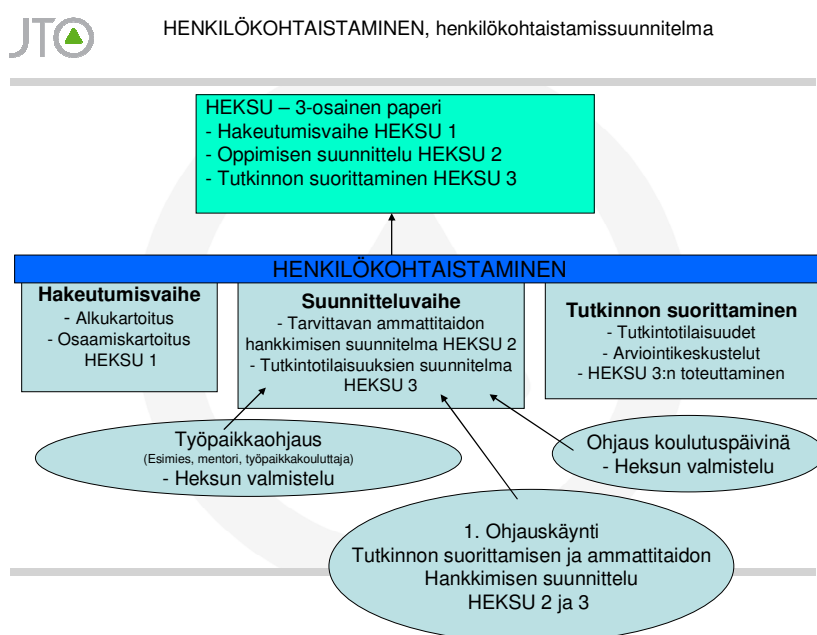 JTO
HENKILÖKOHTAISTAMINEN, henkilökohtaistamissuunnitelma
HEKSU – 3-osainen paperi
- Hakeutumisvaihe HEKSU 1
- Oppimisen suunnittelu HEKSU 2
- Tutkinnon suorittaminen HEKSU 3
HENKILÖKOHTAISTAMINEN
Hakeutumisvaihe
- Alkukartoitus
- Osaamiskartoitus
HEKSU 1
Suunnitteluvaihe
- Tarvittavan ammattitaidon
hankkimisen suunnitelma HEKSU 2
- Tutkintotilaisuuksien suunnitelma
HEKSU 3
Tutkinnon suorittaminen
- Tutkintotilaisuudet
- Arviointikeskustelut
- HEKSU 3:n toteuttaminen
Työpaikkaohjaus
(Esimies, mentori, työpaikkakouluttaja)
- Heksun valmistelu
Ohjaus koulutuspäivinä
- Heksun valmistelu
1. Ohjauskäynti
Tutkinnon suorittamisen ja ammattitaidon
Hankkimisen suunnittelu
HEKSU 2 ja 3